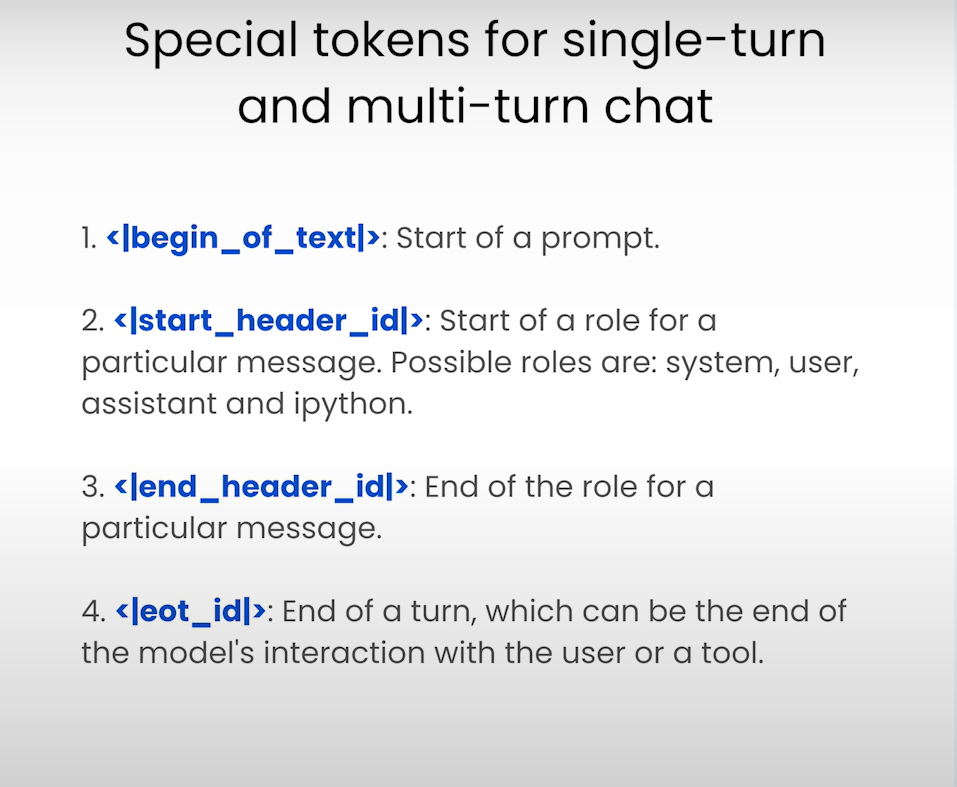 Special tokens for single-turn
and multi-turn chat
1. <|begin_of_text|>: Start of a prompt.
2. <|start_header_id|>: Start of a role for a
particular message. Possible roles are: system, user,
assistant and ipython.
3. <|end_header_id|>: End of the role for a
particular message.
4. <|eot_id|>: End of a turn, which can be the end of
the model's interaction with the user or a tool.